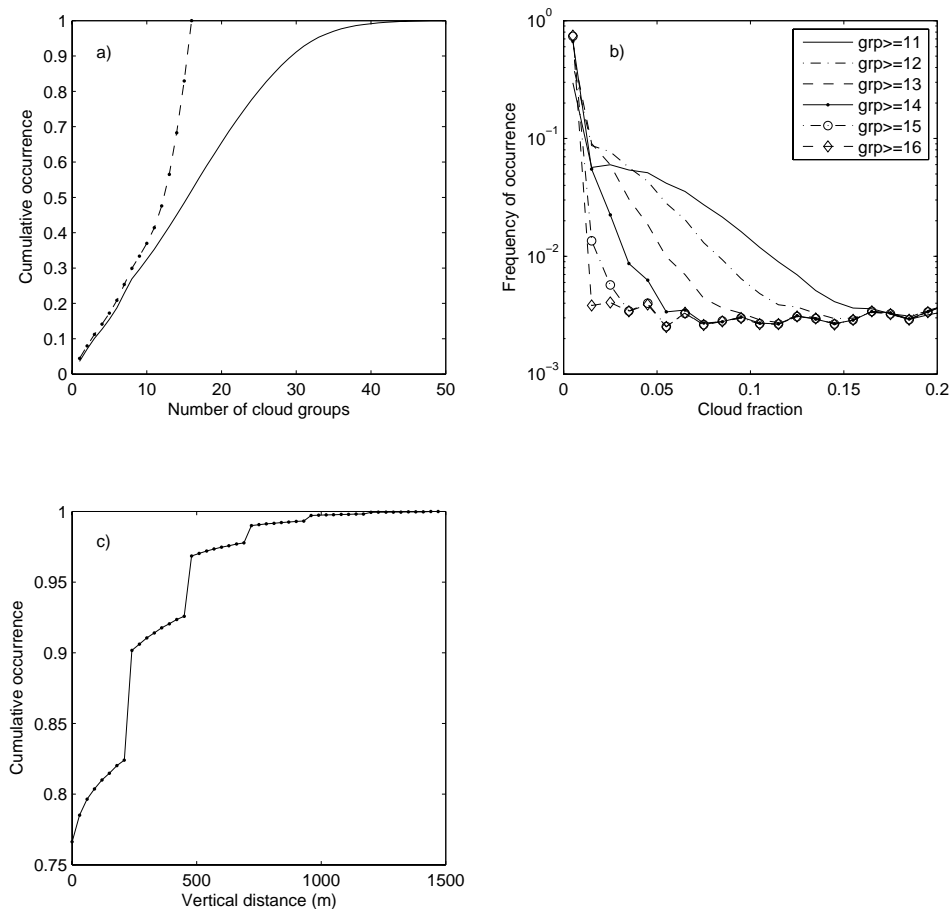 a)
1
0.9
0.8
0.7
0.6
0.5
0.4
0.3
0.2
0.1
0
Cumulative occurrence
0 10 20 30 40 50
Number of cloud groups
b)
grp>=11
grp>=12
grp>=13
grp>=14
grp>=15
grp>=16
10^0
10^-1
10^-2
10^-3
Frequency of occurrence
0 0.05 0.1 0.15 0.2
Cloud fraction
c)
1
0.95
0.9
0.85
0.8
0.75
Cumulative occurrence
0 500 1000 1500
Vertical distance (m)